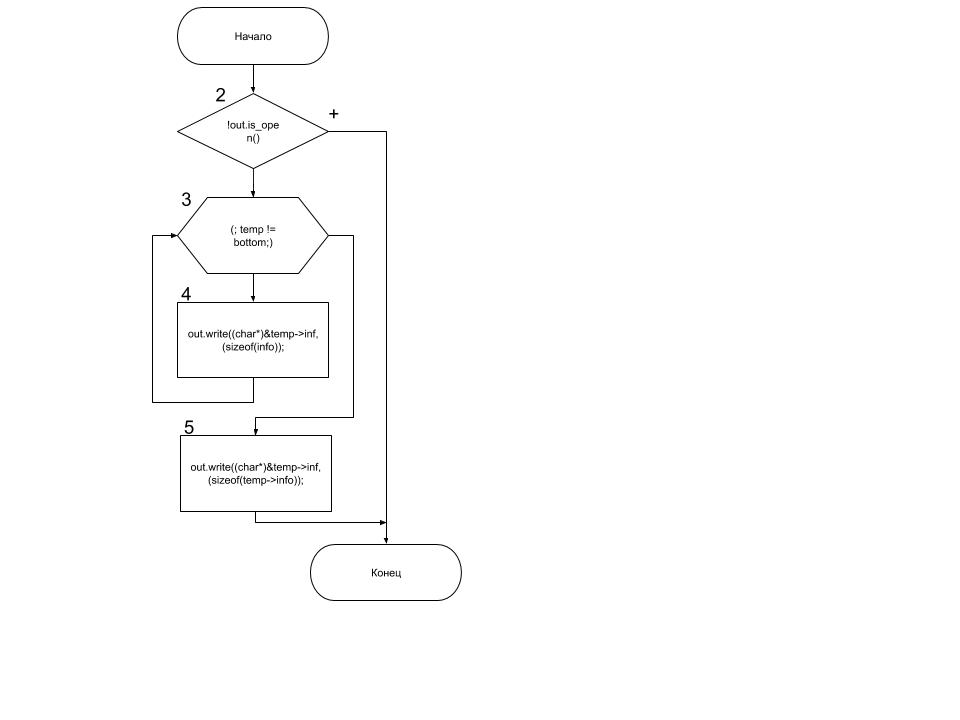 Начало
2
+
!out.is_ope
n()
3
(; temp !=
bottom;)
4
out.write((char*)&temp->inf,
(sizeof(info));
5
out.write((char*)&temp->inf,
(sizeof(temp->info));
Конец